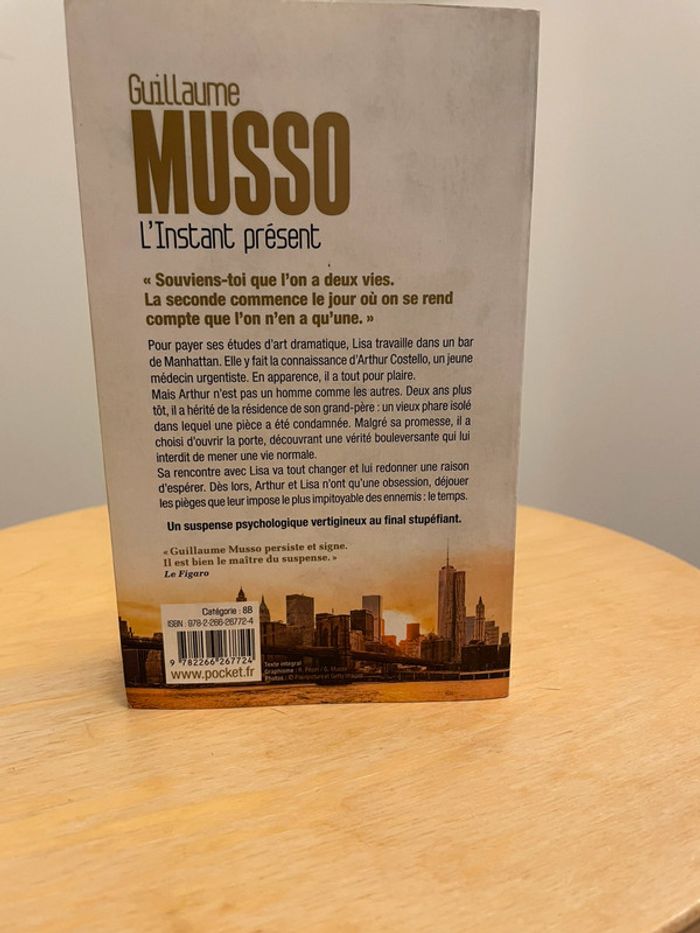 Guillaume
MUSSO
L'Instant présent
« Souviens-toi que l'on a deux vies.
La seconde commence le jour où on se rend
compte que l'on n'en a qu'une. »
Pour payer ses études d'art dramatique, Lisa travaille dans un bar
de Manhattan. Elle y fait la connaissance d'Arthur Costello, un jeune
médecin urgentiste. En apparence, il a tout pour plaire.
Mais Arthur n'est pas un homme comme les autres. Deux ans plus
tôt, il a hérité de la résidence de son grand-père : un vieux phare isolé
dans lequel une pièce a été condamnée. Malgré sa promesse, il a
choisi d'ouvrir la porte, découvrant une vérité bouleversante qui lui
interdit de mener une vie normale.
Sa rencontre avec Lisa va tout changer et lui redonner une raison
d'espérer. Dès lors, Arthur et Lisa n'ont qu'une obsession, déjouer
les pièges que leur impose le plus impitoyable des ennemis : le temps.
Un suspense psychologique vertigineux au final stupéfiant.
« Guillaume Musso persiste et signe.
Il est bien le maître du suspense. »
Le Figaro
Catégorie : 8B
ISBN : 978-2-266-26772-4
9 782266 267724
www.pocket.fr
Texte intégral
Graphisme : R. Pépin / G. Musso
Photos : © Plainpicture et Getty Images